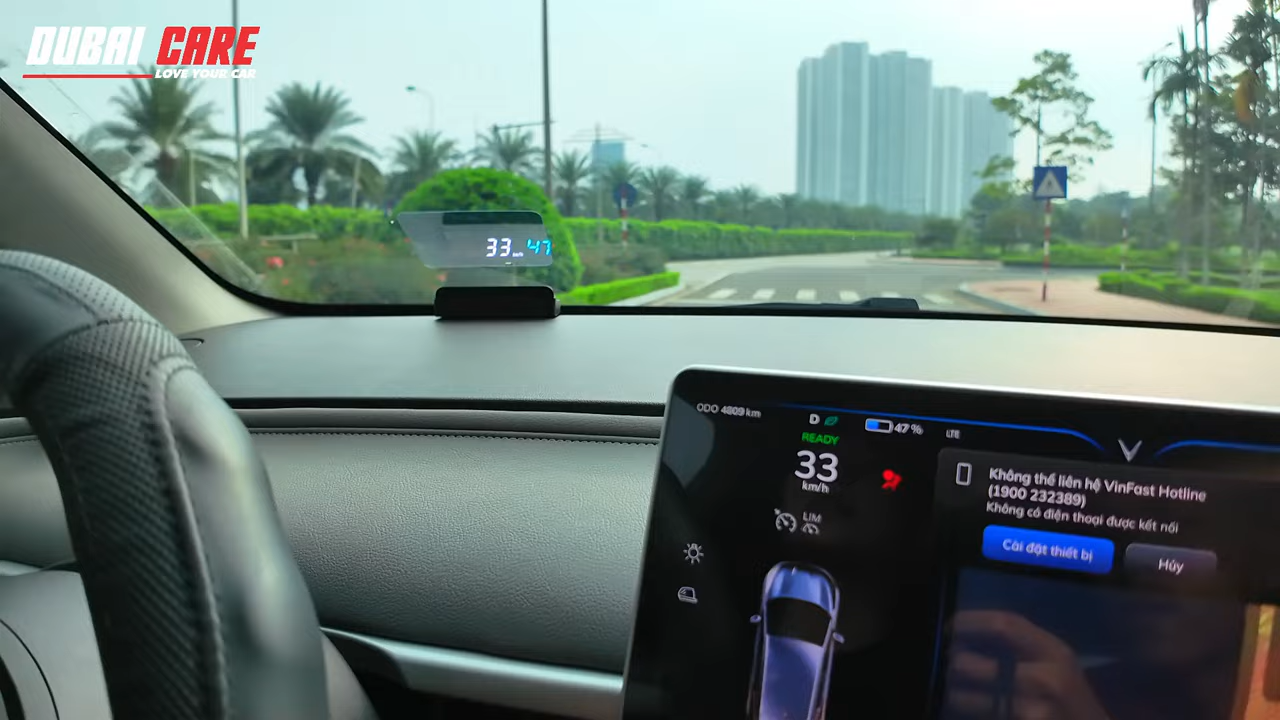 DUBAI CARE
LOVE YOUR CAR
33 km/h 47
ODO 4809 km
D
47 %
LTE
READY
33
km/h
LIM
Không thể liên hệ VinFast Hotline
(1900 232389)
Không có điện thoại được kết nối
Cài đặt thiết bị
Hủy